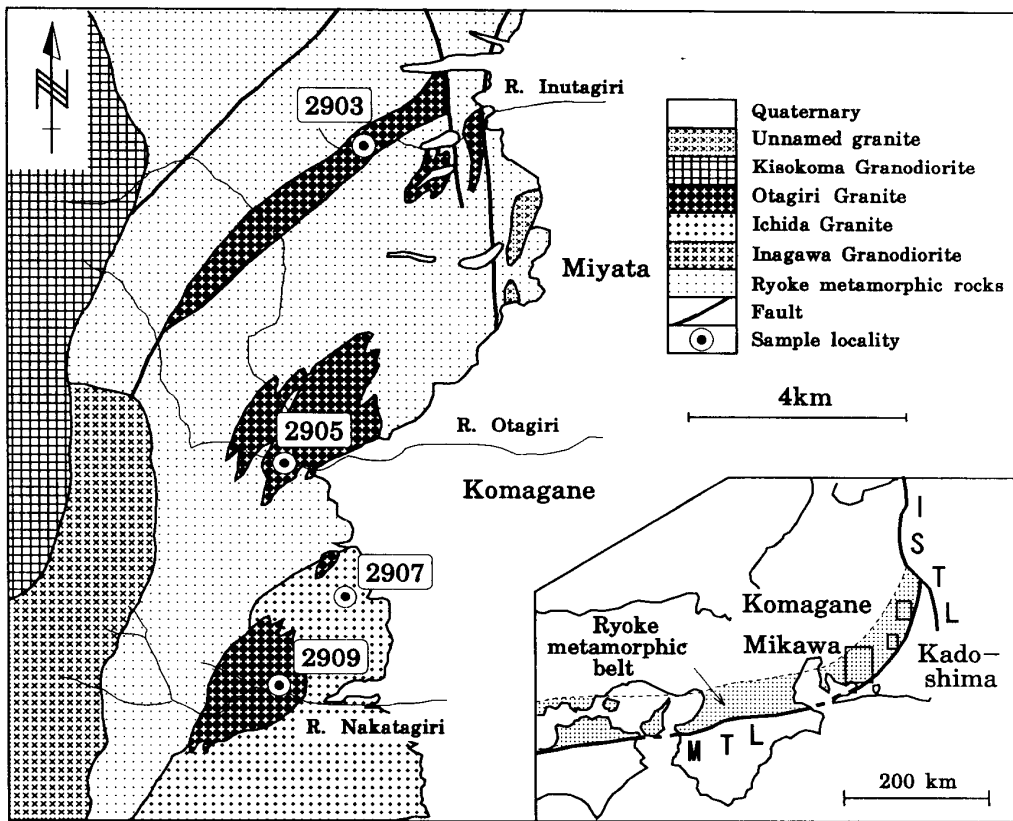 N
2903
R. Inutagiri
Miyata
2905
R. Otagiri
Komagane
2907
2909
R. Nakatagiri
Quaternary
Unnamed granite
Kisokoma Granodiorite
Otagiri Granite
Ichida Granite
Inagawa Granodiorite
Ryoke metamorphic rocks
Fault
Sample locality
4km
I
S
T
L
Komagane
Ryoke
metamorphic
belt
Mikawa
Kado–
shima
M T L
200 km